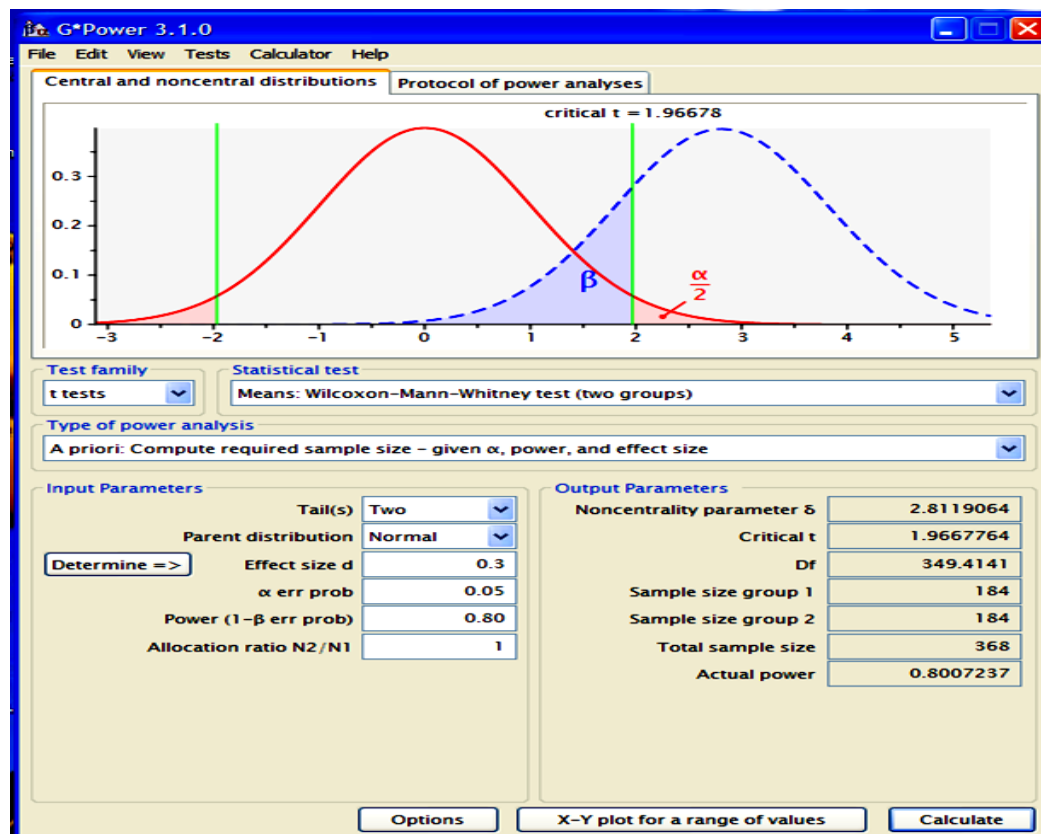 G*Power 3.1.0
File Edit View Tests Calculator Help
Central and noncentral distributions Protocol of power analyses
critical t = 1.96678
0.3
0.2
0.1
0
β
α
2
-3 -2 -1 0 1 2 3 4 5
Test family Statistical test
t tests Means: Wilcoxon-Mann-Whitney test (two groups)
Type of power analysis
A priori: Compute required sample size - given α, power, and effect size
Input Parameters Output Parameters
Tail(s) Two Noncentrality parameter δ 2.8119064
Parent distribution Normal Critical t 1.9667764
Determine => Effect size d 0.3 Df 349.4141
α err prob 0.05 Sample size group 1 184
Power (1-β err prob) 0.80 Sample size group 2 184
Allocation ratio N2/N1 1 Total sample size 368
Actual power 0.8007237
Options X-Y plot for a range of values Calculate